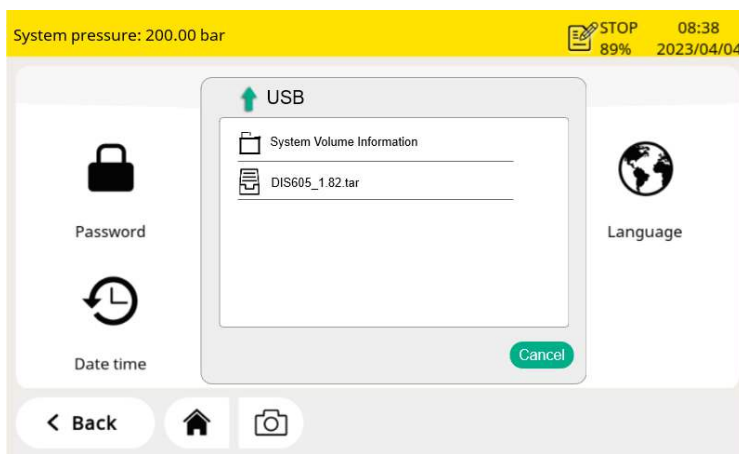 System pressure: 200.00 bar
STOP
89%
08:38
2023/04/04
USB
System Volume Information
DIS605_1.82.tar
Password
Language
Date time
Cancel
Back